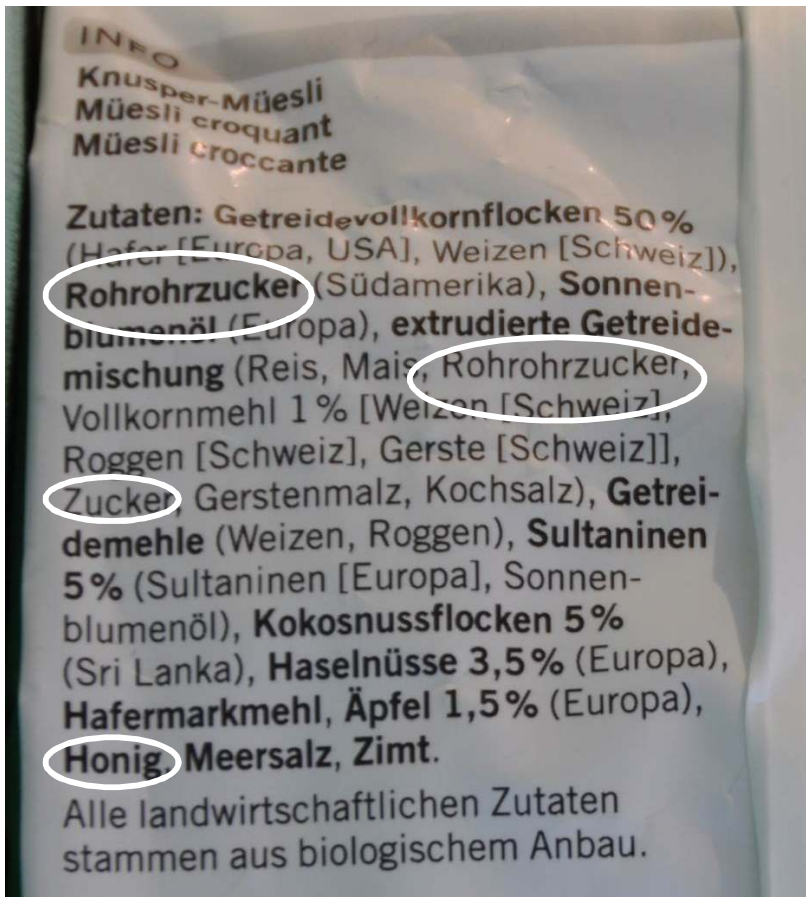 INFO
Knusper-Müesli
Müesli croquant
Müesli croccante
Zutaten: Getreidevollkornflocken 50%
(Hafer [Europa, USA], Weizen [Schweiz]),
Rohrohrzucker (Südamerika), Sonnen-
blumenöl (Europa), extrudierte Getreide-
mischung (Reis, Mais, Rohrohrzucker,
Vollkornmehl 1% [Weizen [Schweiz],
Roggen [Schweiz], Gerste [Schweiz]],
Zucker, Gerstenmalz, Kochsalz), Getrei-
demehle (Weizen, Roggen), Sultaninen
5% (Sultaninen [Europa], Sonnen-
blumenöl), Kokosnussflocken 5%
(Sri Lanka), Haselnüsse 3,5% (Europa),
Hafermarkmehl, Äpfel 1,5% (Europa),
Honig, Meersalz, Zimt.
Alle landwirtschaftlichen Zutaten
stammen aus biologischem Anbau.